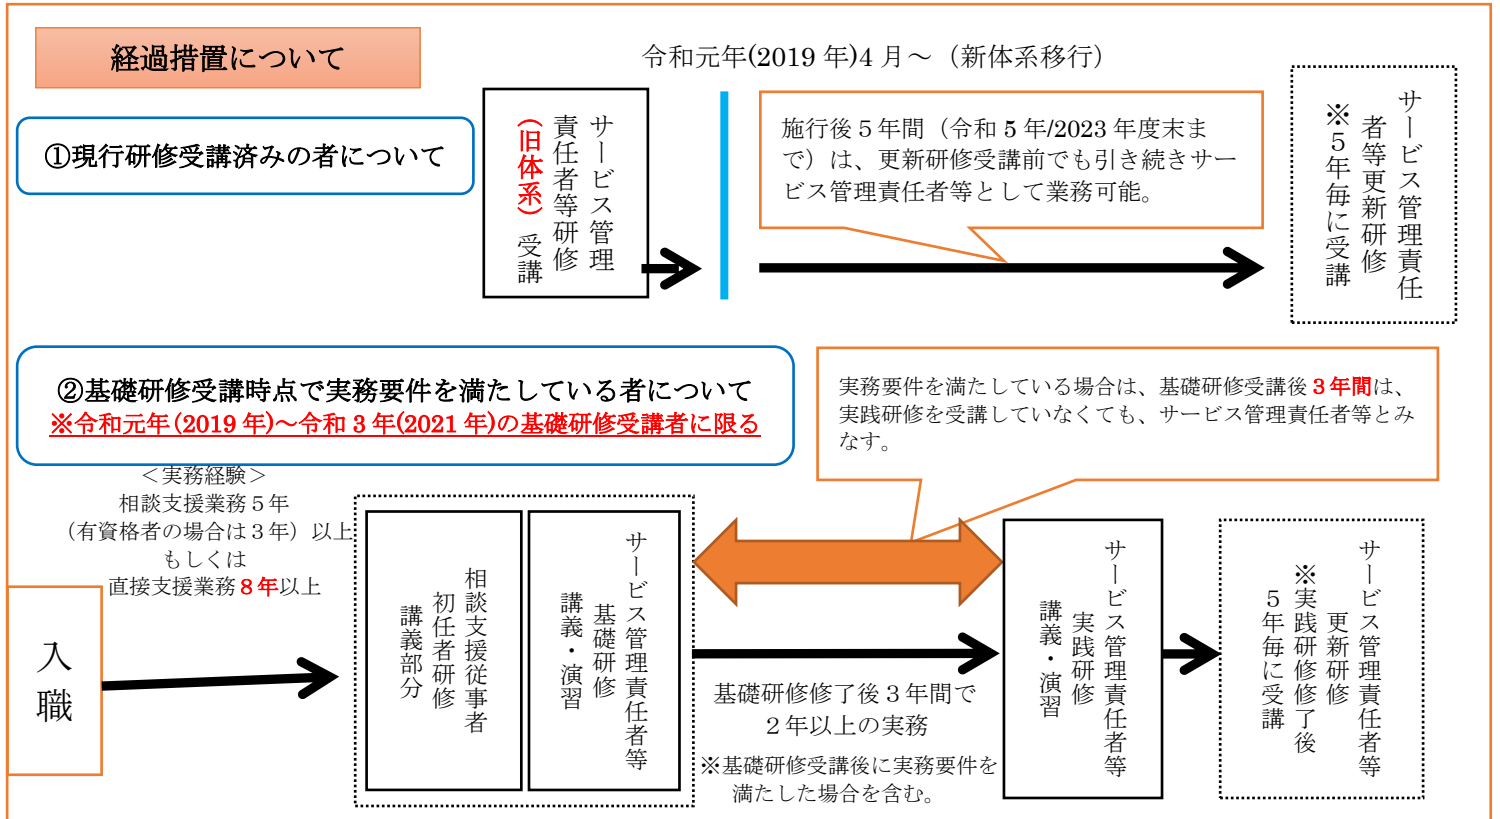 経過措置について
令和元年(2019 年)4 月～（新体系移行）
①現行研修受講済みの者について
サービス管理
責任者等研修
（旧体系）受講
施行後５年間（令和 5 年/2023 年度末ま
で）は、更新研修受講前でも引き続きサー
ビス管理責任者等として業務可能。
サービス管理責任
者等更新研修
※５年毎に受講
②基礎研修受講時点で実務要件を満たしている者について
※令和元年(2019 年)～令和 3 年(2021 年)の基礎研修受講者に限る
実務要件を満たしている場合は、基礎研修受講後３年間は、
実践研修を受講していなくても、サービス管理責任者等とみ
なす。
＜実務経験＞
相談支援業務５年
（有資格者の場合は３年）以上
もしくは
直接支援業務８年以上
入職
相談支援従事者
初任者研修
講義部分
サービス管理責任者等
基礎研修
講義・演習
基礎研修修了後３年間で
２年以上の実務
※基礎研修受講後に実務要件を
満たした場合を含む。
サービス管理責任者等
実践研修
講義・演習
サービス管理責任者等
更新研修
※実践研修修了後
５年毎に受講